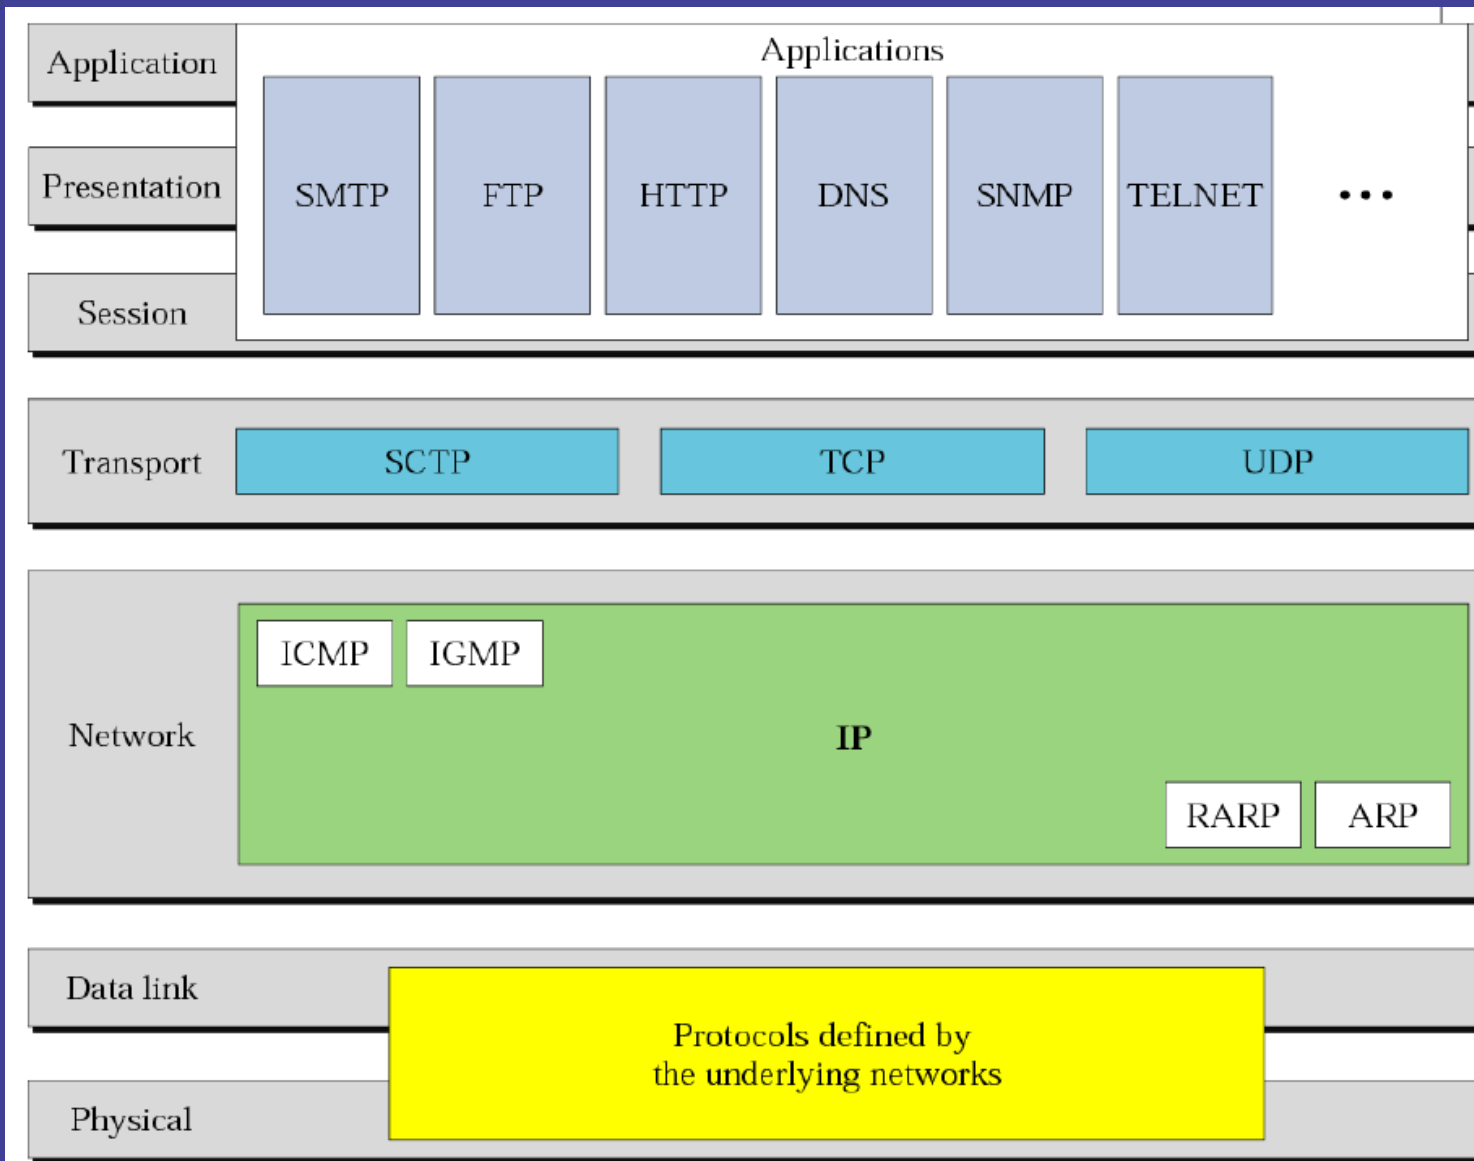 Applications
Application
Presentation
Session
SMTP
FTP
HTTP
DNS
SNMP
TELNET
...
Transport
SCTP
TCP
UDP
Network
ICMP
IGMP
IP
RARP
ARP
Data link
Physical
Protocols defined by
the underlying networks